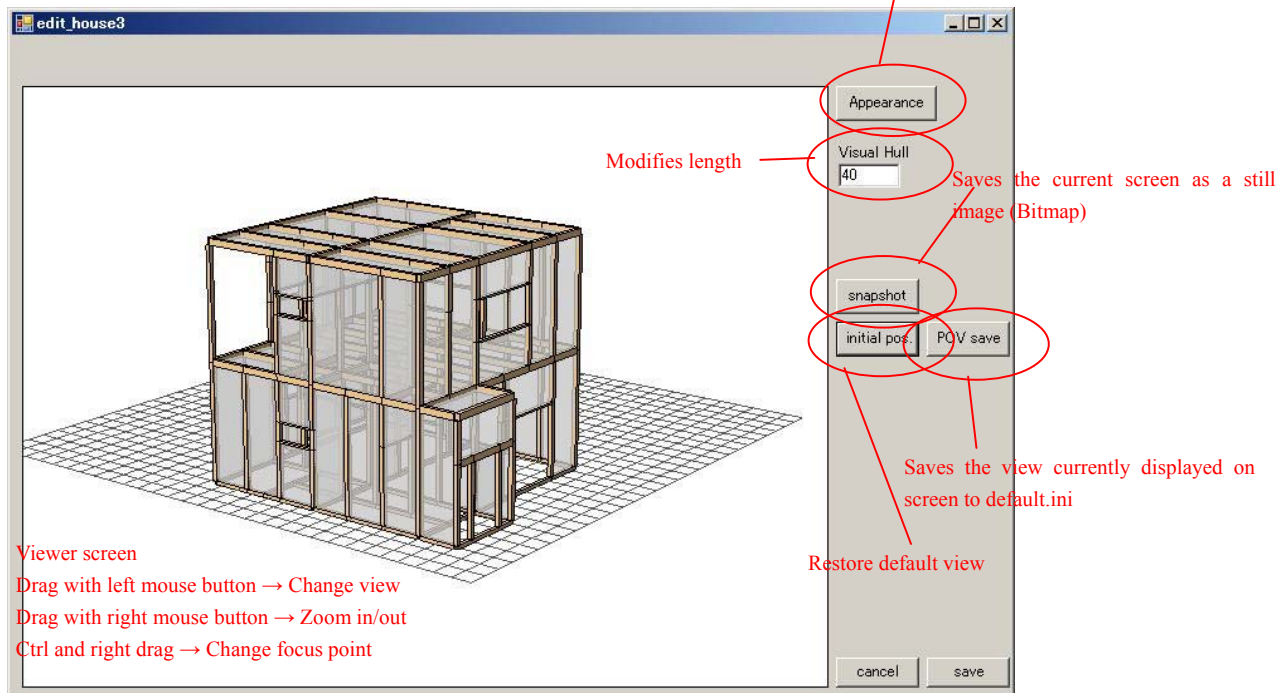 edit_house3
Appearance
Visual Hull
40
Modifies length
Saves the current screen as a still
image (Bitmap)
snapshot
initial pos.
POV save
Saves the view currently displayed on
screen to default.ini
Restore default view
Viewer screen
Drag with left mouse button → Change view
Drag with right mouse button → Zoom in/out
Ctrl and right drag → Change focus point
cancel
save